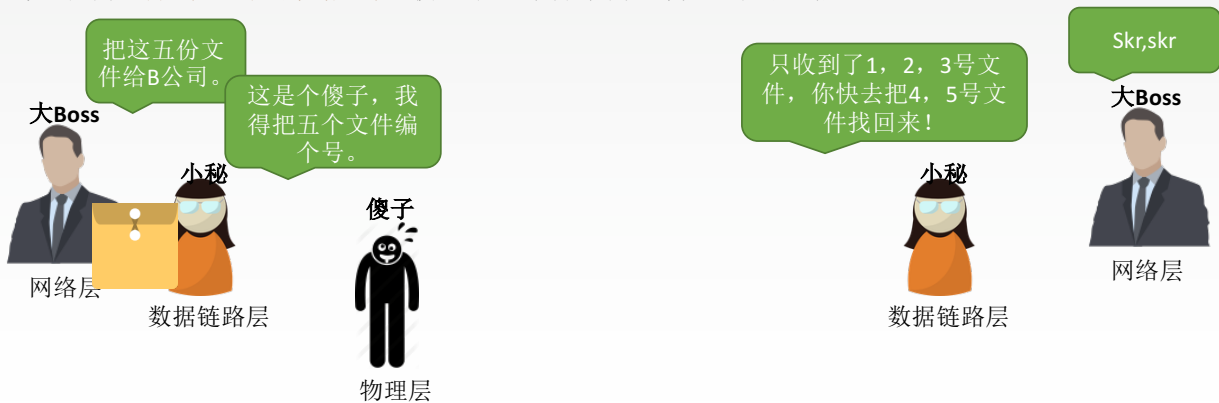 把这五份文
件给B公司。
这是个傻子，我
得把五个文件编
个号。
大Boss
小秘
傻子
网络层
数据链路层
物理层
只收到了1，2，3号文
件，你快去把4，5号文
件找回来！
Skr,skr
大Boss
小秘
网络层
数据链路层